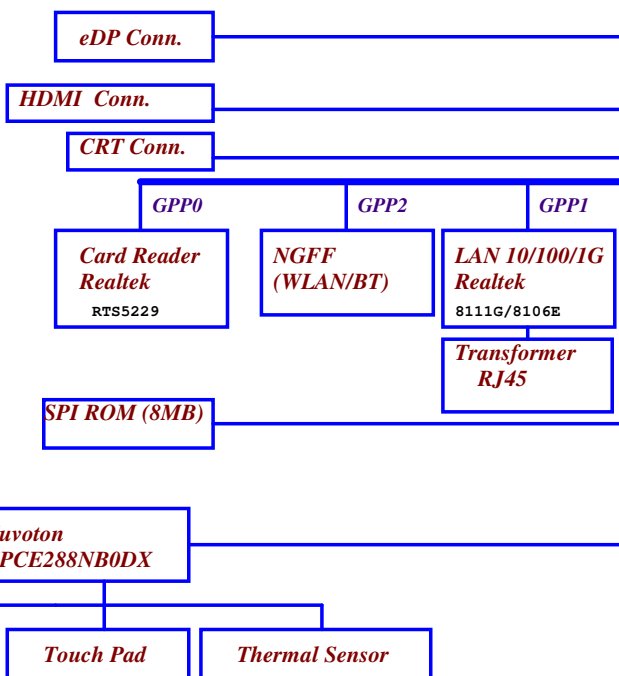 eDP Conn.
HDMI Conn.
CRT Conn.
GPP0
GPP2
GPP1
Card Reader
Realtek
RTS5229
NGFF
(WLAN/BT)
LAN 10/100/1G
Realtek
8111G/8106E
Transformer
RJ45
SPI ROM (8MB)
uvoton
PCE288NB0DX
Touch Pad
Thermal Sensor